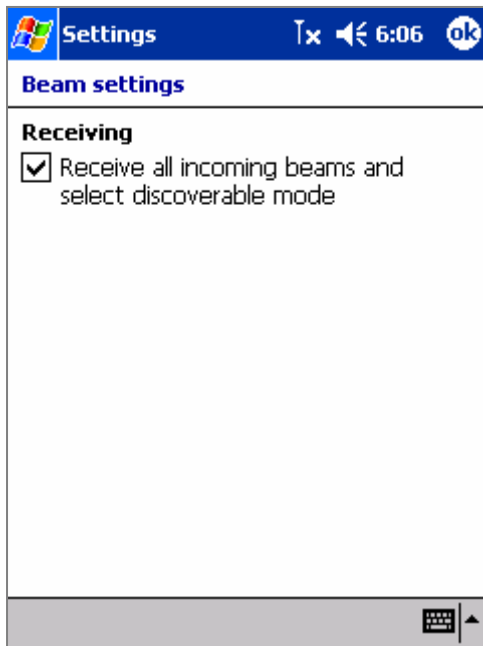 Settings 6:06 ok
Beam settings
Receiving
Receive all incoming beams and
select discoverable mode